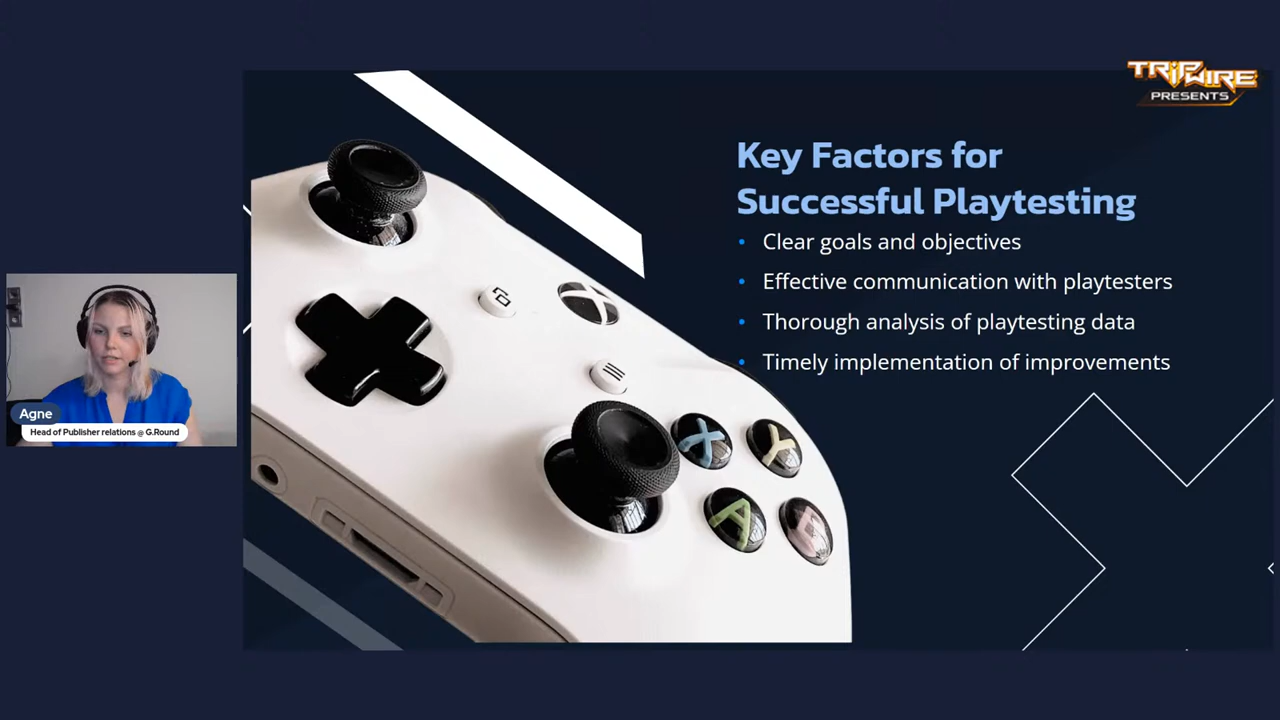 TRIPWIRE
PRESENTS
Key Factors for
Successful Playtesting
• Clear goals and objectives
• Effective communication with playtesters
• Thorough analysis of playtesting data
• Timely implementation of improvements
Agne
Head of Publisher relations @ G.Round
X
Y
A